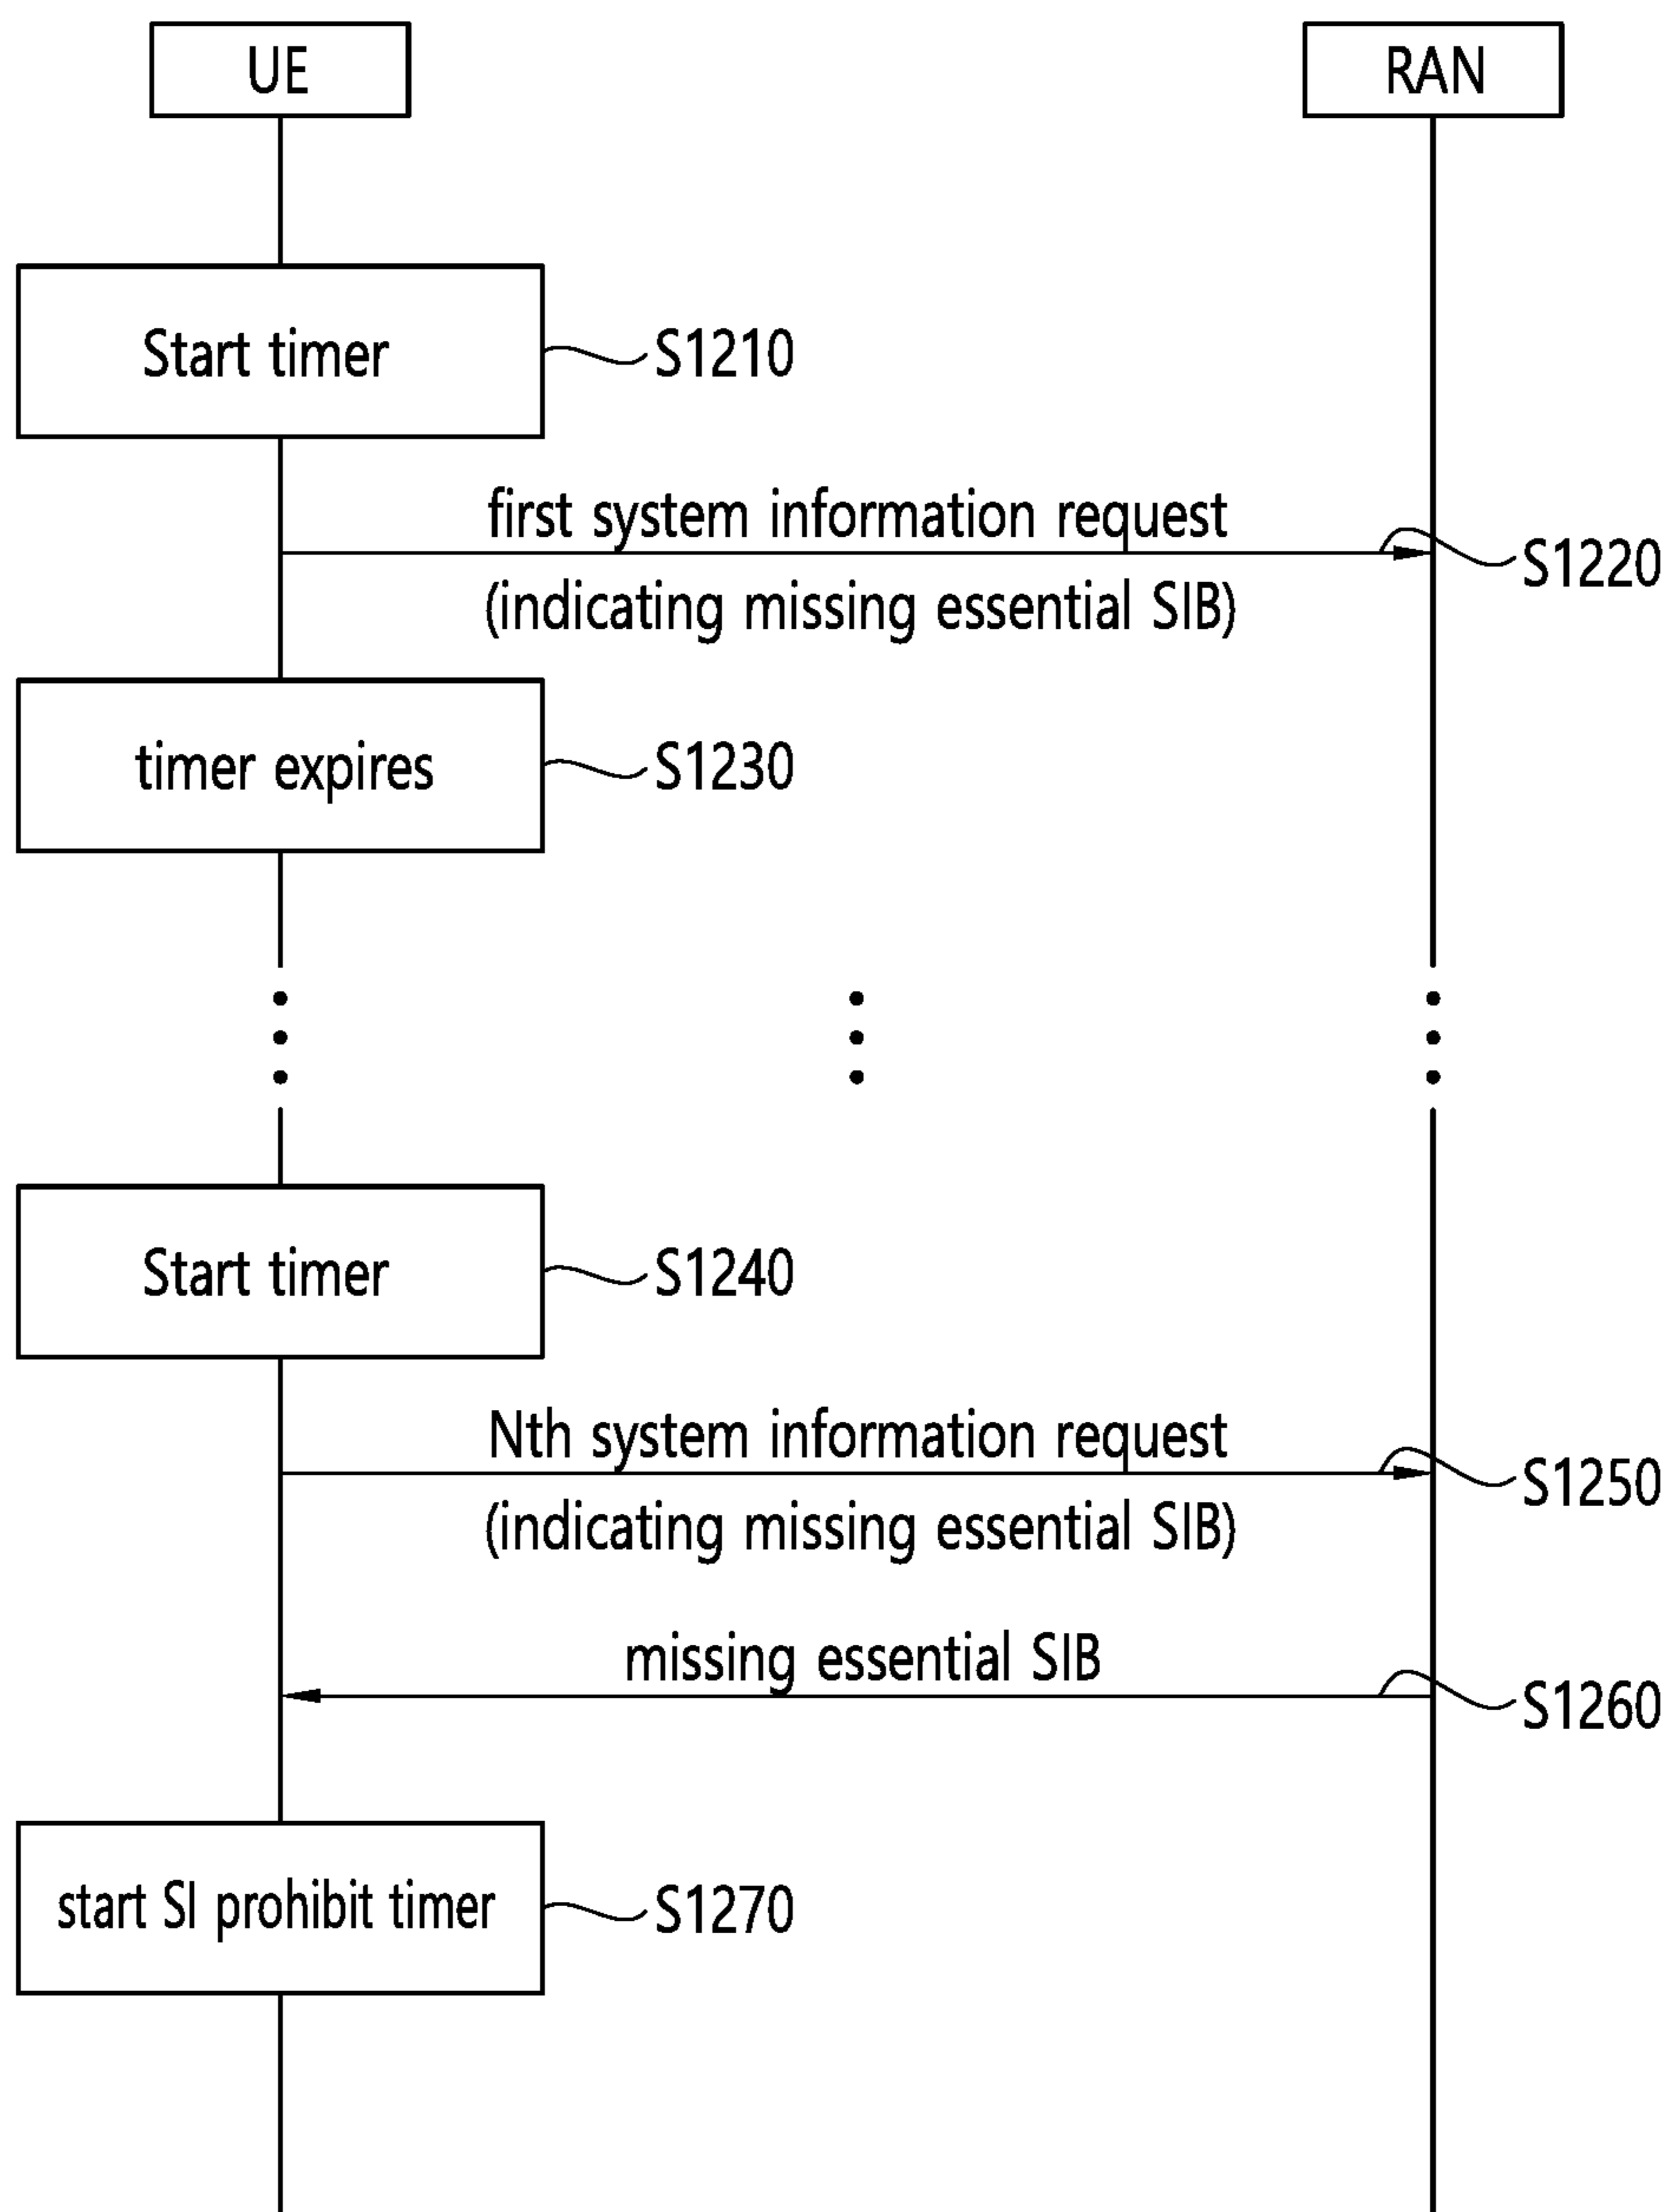 UE
RAN
Start timer
S1210
first system information request
S1220
(indicating missing essential SIB)
timer expires
S1230
Start timer
S1240
Nth system information request
S1250
(indicating missing essential SIB)
missing essential SIB
S1260
start SI prohibit timer
S1270